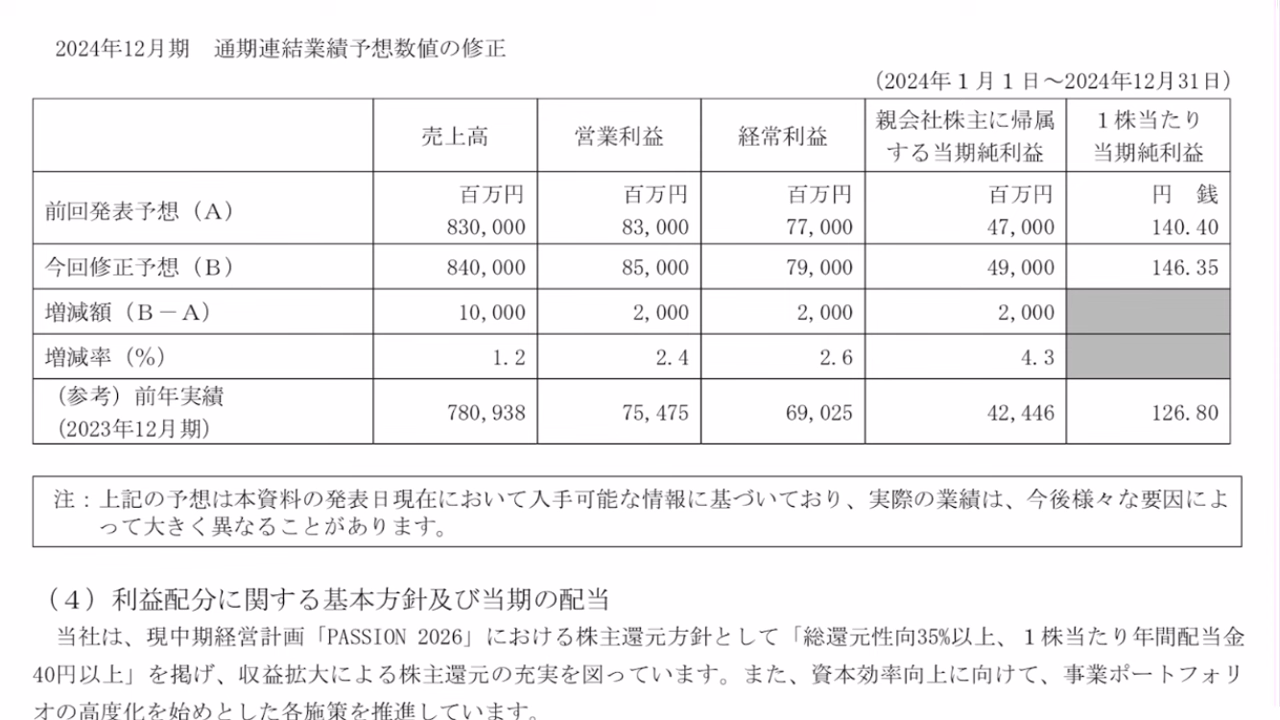 2024年12月期　通期連結業績予想数値の修正
（2024年１月１日～2024年12月31日）
売上高　営業利益　経常利益　親会社株主に帰属する当期純利益　１株当たり当期純利益
前回発表予想（Ａ）　百万円 830,000　百万円 83,000　百万円 77,000　百万円 47,000　円　銭 140.40
今回修正予想（Ｂ）　840,000　85,000　79,000　49,000　146.35
増減額（Ｂ－Ａ）　10,000　2,000　2,000　2,000
増減率（％）　1.2　2.4　2.6　4.3
（参考）前年実績（2023年12月期）　780,938　75,475　69,025　42,446　126.80
注：上記の予想は本資料の発表日現在において入手可能な情報に基づいており、実際の業績は、今後様々な要因によ
って大きく異なることがあります。
（４）利益配分に関する基本方針及び当期の配当
当社は、現中期経営計画「PASSION 2026」における株主還元方針として「総還元性向35%以上、１株当たり年間配当金
40円以上」を掲げ、収益拡大による株主還元の充実を図っています。また、資本効率向上に向けて、事業ポートフォリ
オの高度化を始めとした各施策を推進しています。